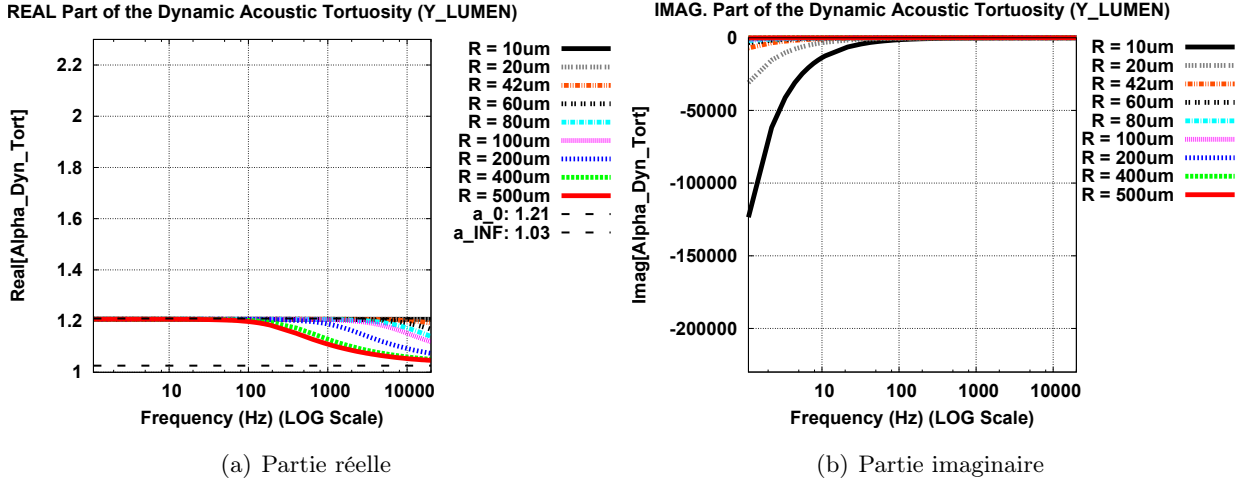 REAL Part of the Dynamic Acoustic Tortuosity (Y_LUMEN)
Real[Alpha_Dyn_Tort]
2.2
2
1.8
1.6
1.4
1.2
1
10
100
1000
10000
Frequency (Hz) (LOG Scale)
R = 10um
R = 20um
R = 42um
R = 60um
R = 80um
R = 100um
R = 200um
R = 400um
R = 500um
a_0: 1.21
a_INF: 1.03
(a) Partie réelle
IMAG. Part of the Dynamic Acoustic Tortuosity (Y_LUMEN)
Imag[Alpha_Dyn_Tort]
0
-50000
-100000
-150000
-200000
10
100
1000
10000
Frequency (Hz) (LOG Scale)
R = 10um
R = 20um
R = 42um
R = 60um
R = 80um
R = 100um
R = 200um
R = 400um
R = 500um
(b) Partie imaginaire